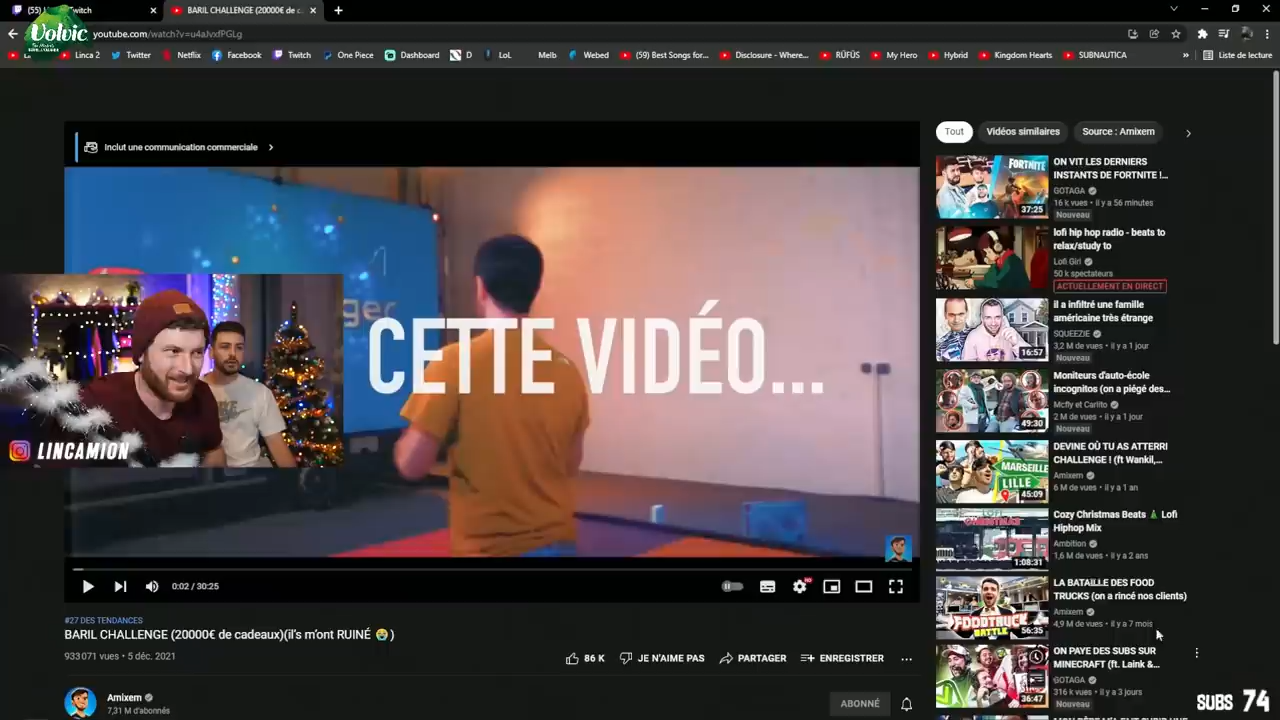 (55)
Twitch
BARIL CHALLENGE (20000€ de c
Volvic
youtube.com/watch?v=u4aJvxfPGLg
Linca 2
Twitter
Netflix
Facebook
Twitch
One Piece
Dashboard
D
LoL
Melb
Webed
(59) Best Songs for...
Disclosure - Where...
RÜFÜS
My Hero
Hybrid
Kingdom Hearts
SUBNAUTICA
»
Liste de lecture
Inclut une communication commerciale
CETTE VIDÉO...
LINCAMION
0:02 / 30:25
#27 DES TENDANCES
BARIL CHALLENGE (20000€ de cadeaux)(il's m'ont RUINÉ 😭)
933 071 vues • 5 déc. 2021
86 K
JE N'AIME PAS
PARTAGER
ENREGISTRER
Amixem
7,31 M d'abonnés
ABONNÉ
Tout
Vidéos similaires
Source : Amixem
FORTNITE
37:25
ON VIT LES DERNIERS
INSTANTS DE FORTNITE !...
GOTAGA
16 k vues • il y a 56 minutes
Nouveau
lofi hip hop radio - beats to
relax/study to
Lofi Girl
50 k spectateurs
ACTUELLEMENT EN DIRECT
16:57
il a infiltré une famille
américaine très étrange
SQUEEZIE
3,2 M de vues • il y a 1 jour
Nouveau
49:30
Moniteurs d'auto-école
incognitos (on a piégé des...
Mcfly et Carlito
2 M de vues • il y a 1 jour
Nouveau
MARSEILLE
LILLE
45:09
DEVINE OÙ TU AS ATTERRI
CHALLENGE ! (ft Wankil,...
Amixem
6 M de vues • il y a 1 an
LOFI
CHRISTMAS
1:08:31
Cozy Christmas Beats 🎄 Lofi
Hiphop Mix
Ambition
1,6 M de vues • il y a 2 ans
FOODTRUCK
BATTLE
56:35
LA BATAILLE DES FOOD
TRUCKS (on a rincé nos clients)
Amixem
4,9 M de vues • il y a 7 mois
36:47
ON PAYE DES SUBS SUR
MINECRAFT (ft. Laink &...
GOTAGA
316 k vues • il y a 3 jours
Nouveau
SUBS 74